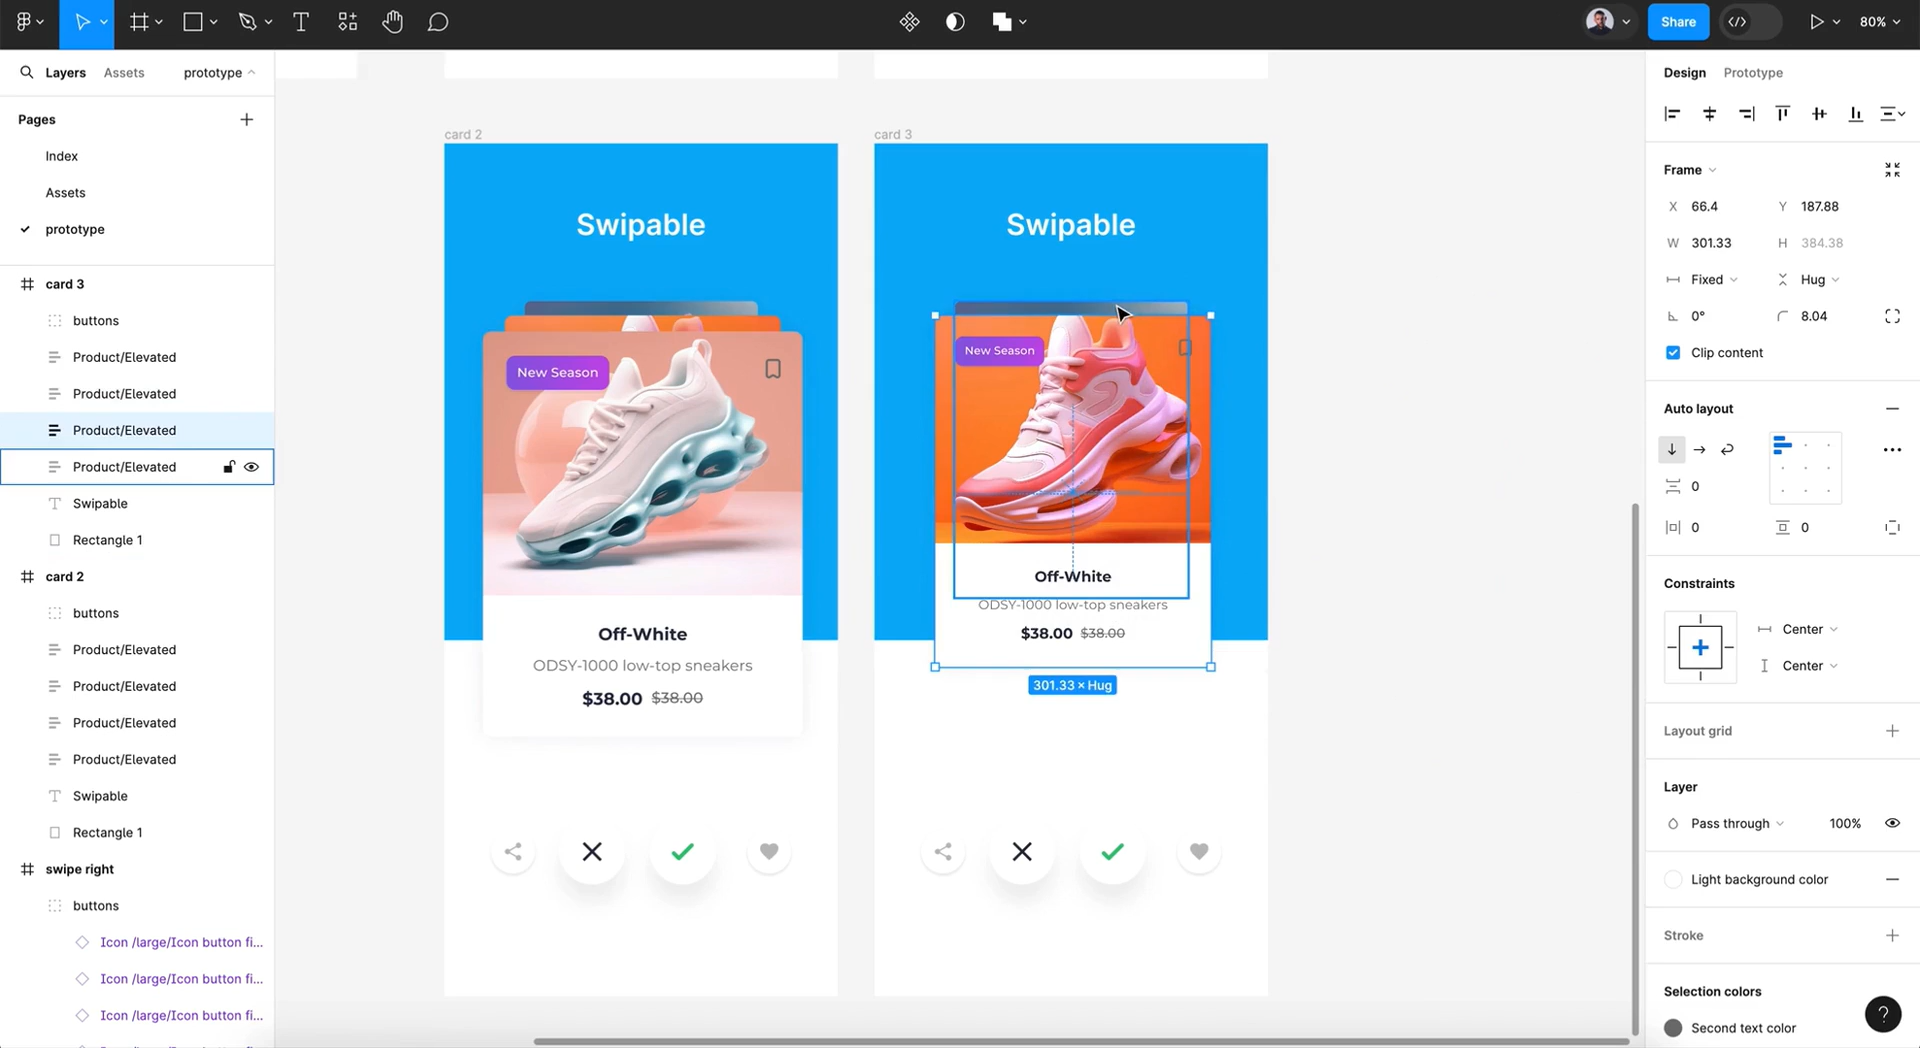 Share
80%
Layers
Assets
prototype
Pages
Index
Assets
prototype
card 3
buttons
Product/Elevated
Product/Elevated
Product/Elevated
Product/Elevated
Swipable
Rectangle 1
card 2
buttons
Product/Elevated
Product/Elevated
Product/Elevated
Product/Elevated
Swipable
Rectangle 1
swipe right
buttons
Icon /large/Icon button fi...
Icon /large/Icon button fi...
Icon /large/Icon button fi...
card 2
Swipable
New Season
Off-White
ODSY-1000 low-top sneakers
$38.00 $38.00
card 3
Swipable
New Season
Off-White
ODSY-1000 low-top sneakers
$38.00 $38.00
301.33 × Hug
Design
Prototype
Frame
X 66.4 Y 187.88
W 301.33 H 384.38
Fixed Hug
0° 8.04
Clip content
Auto layout
0
0 0
Constraints
Center
Center
Layout grid
Layer
Pass through 100%
Light background color
Stroke
Selection colors
Second text color
?